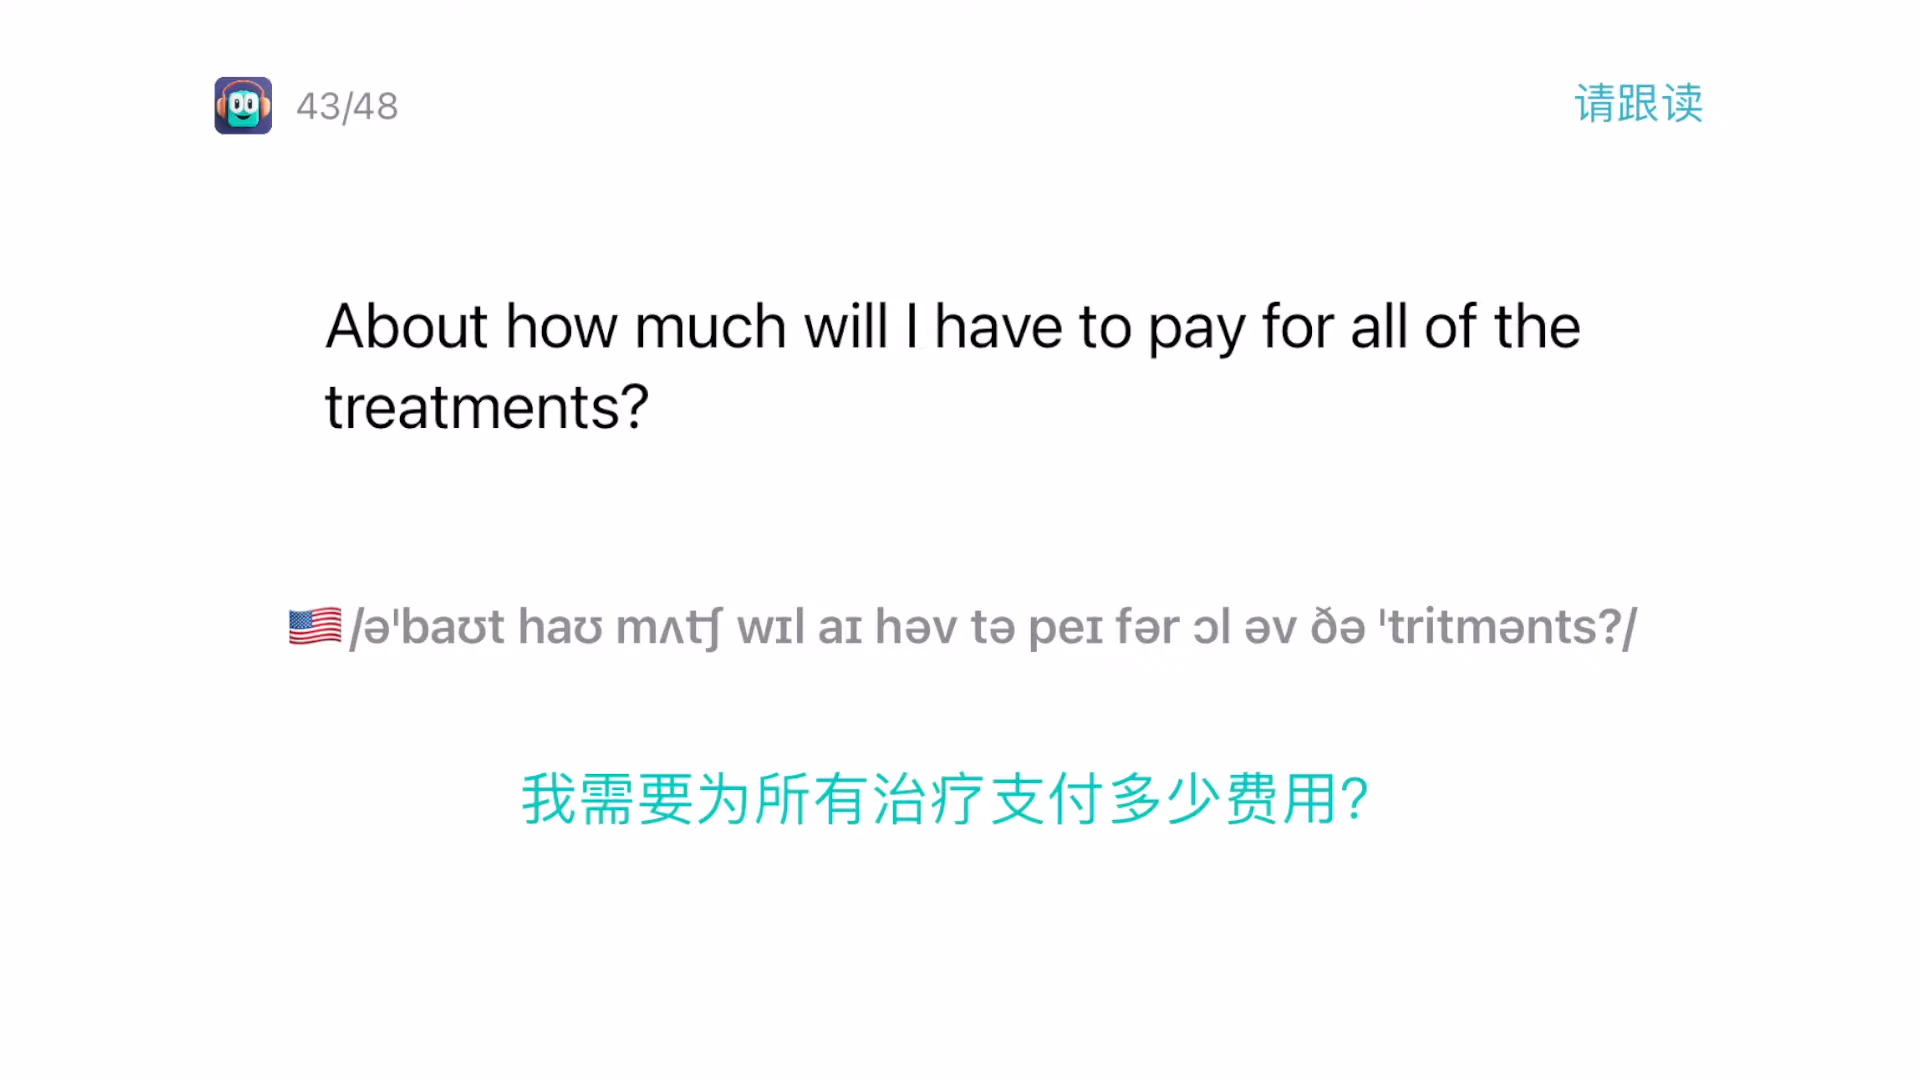 43/48
请跟读
About how much will I have to pay for all of the
treatments?
/əˈbaʊt haʊ mʌtʃ wɪl aɪ həv tə peɪ fər ɔl əv ðə ˈtritmənts?/
我需要为所有治疗支付多少费用?